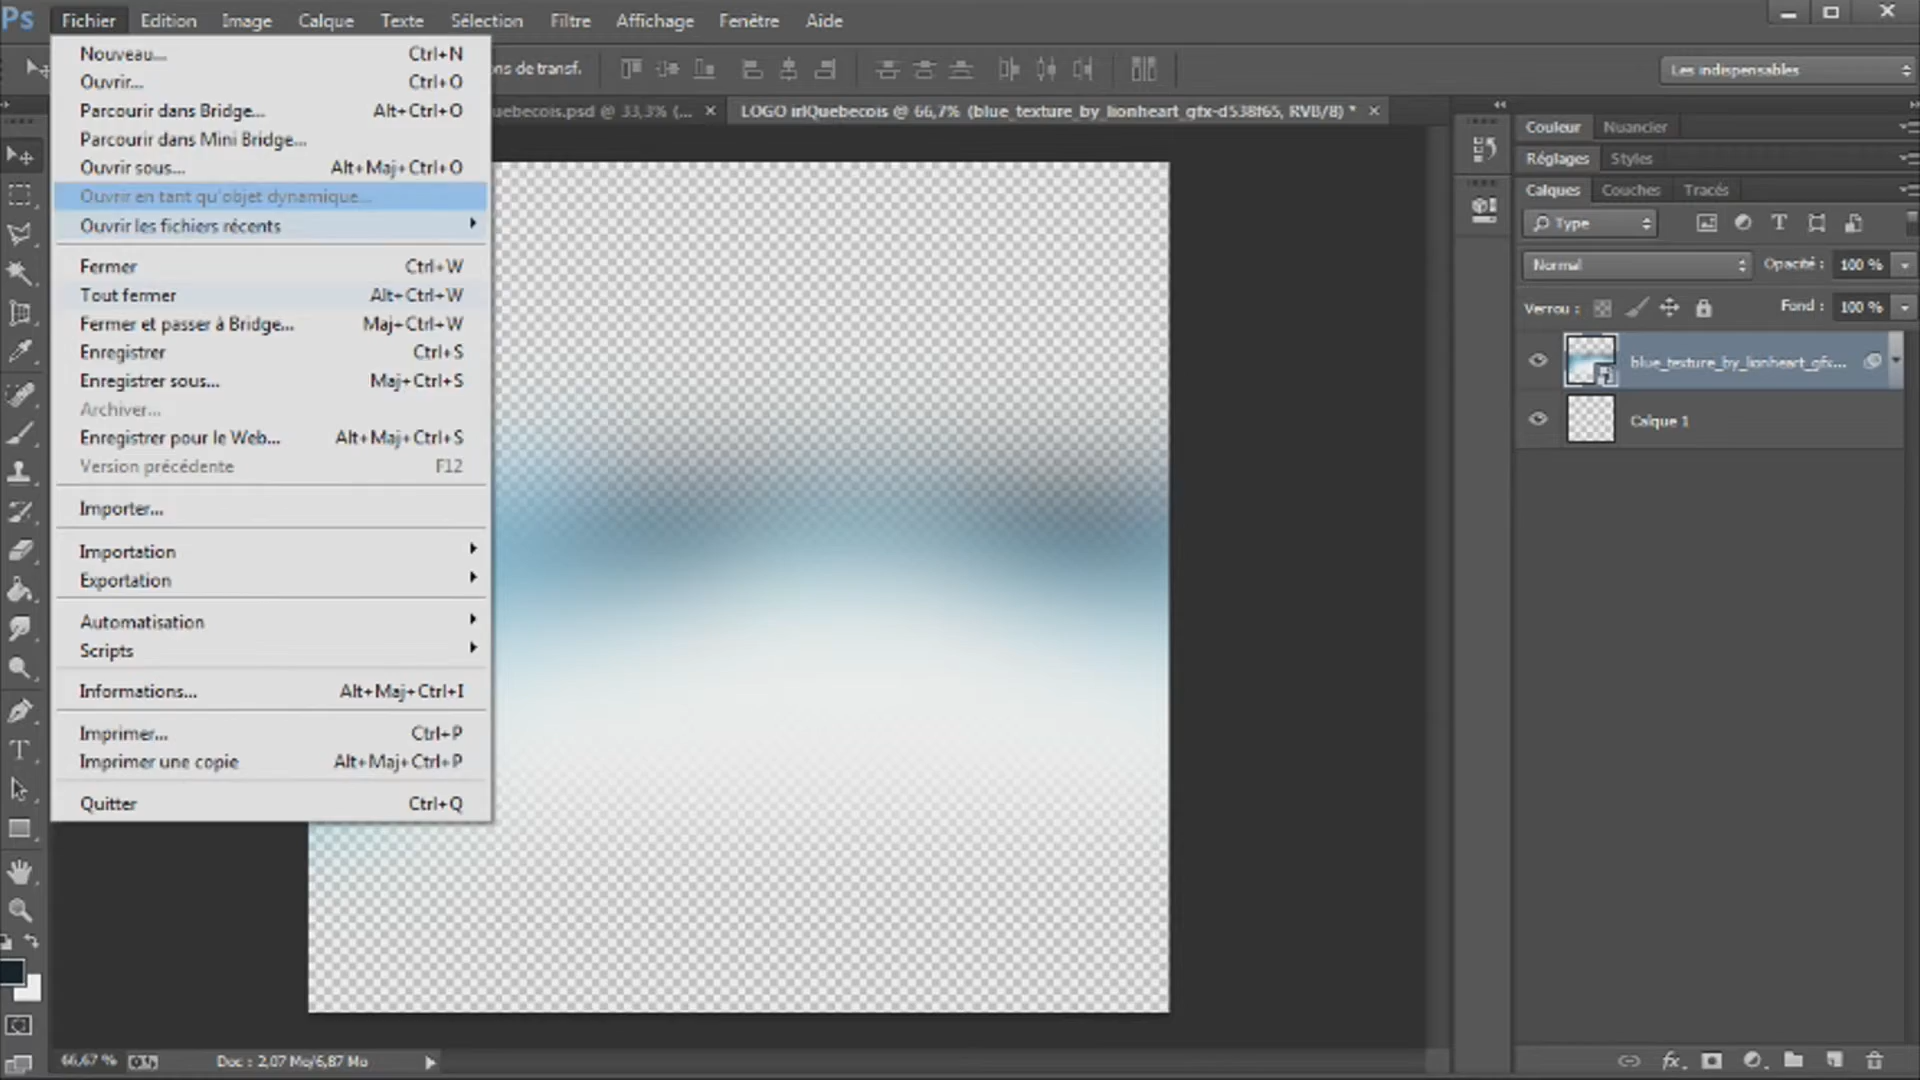 Ps Fichier Edition Image Calque Texte Sélection Filtre Affichage Fenêtre Aide
ons de transf.
Les indispensables
uebecois.psd @ 33,3% (... ×
LOGO irlQuebecois @ 66,7% (blue_texture_by_lionheart_gfx-d538f65, RVB/8) * ×
Nouveau... Ctrl+N
Ouvrir... Ctrl+O
Parcourir dans Bridge... Alt+Ctrl+O
Parcourir dans Mini Bridge...
Ouvrir sous... Alt+Maj+Ctrl+O
Ouvrir en tant qu'objet dynamique...
Ouvrir les fichiers récents
Fermer Ctrl+W
Tout fermer Alt+Ctrl+W
Fermer et passer à Bridge... Maj+Ctrl+W
Enregistrer Ctrl+S
Enregistrer sous... Maj+Ctrl+S
Archiver...
Enregistrer pour le Web... Alt+Maj+Ctrl+S
Version précédente F12
Importer...
Importation
Exportation
Automatisation
Scripts
Informations... Alt+Maj+Ctrl+I
Imprimer... Ctrl+P
Imprimer une copie Alt+Maj+Ctrl+P
Quitter Ctrl+Q
Couleur Nuancier
Réglages Styles
Calques Couches Tracés
Type
Normal Opacité : 100 %
Verrou : Fond : 100 %
blue_texture_by_lionheart_gfx...
Calque 1
66,67 % Doc : 2,07 Mo/6,87 Mo
fx